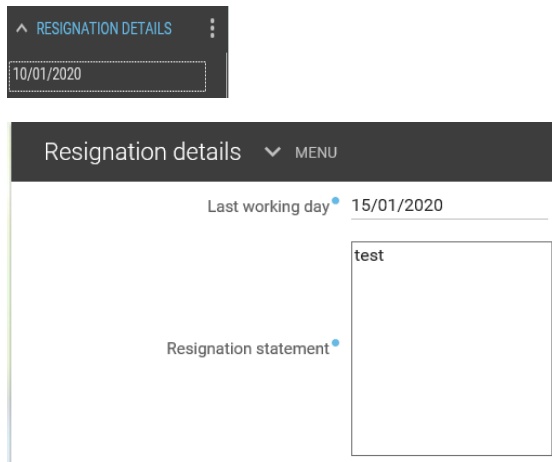 RESIGNATION DETAILS
10/01/2020
Resignation details MENU
Last working day 15/01/2020
test
Resignation statement